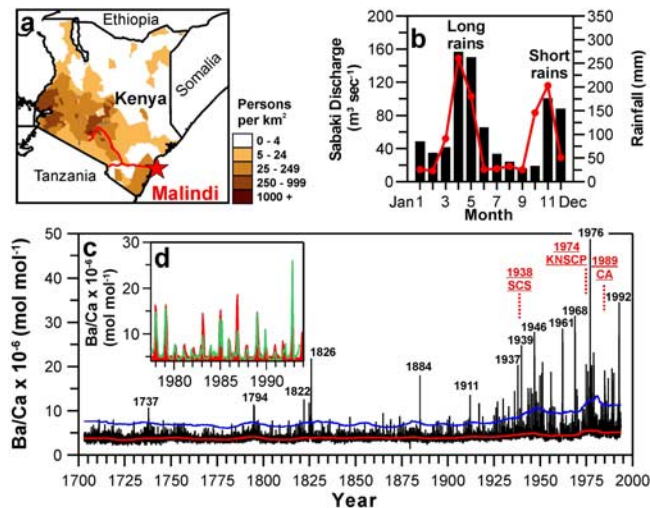 a
Ethiopia
Somalia
Kenya
Tanzania
Malindi
Persons
per km²
0 - 4
5 - 24
25 - 249
250 - 999
1000 +
b
Long
rains
Short
rains
Sabaki Discharge
(m³ sec⁻¹)
200
160
120
80
40
0
350
300
250
200
150
100
50
0
Rainfall (mm)
Jan 1 3 5 7 9 11 Dec
Month
c
Ba/Ca x 10⁻⁶ (mol mol⁻¹)
50
40
30
20
10
0
d
Ba/Ca x 10⁻⁶
(mol mol⁻¹)
30
20
10
1980 1985 1990
1737
1794
1822
1826
1884
1911
1937
1939
1946
1961
1968
1976
1992
1938
SCS
1974
KNSCP
1989
CA
1700 1725 1750 1775 1800 1825 1850 1875 1900 1925 1950 1975 2000
Year